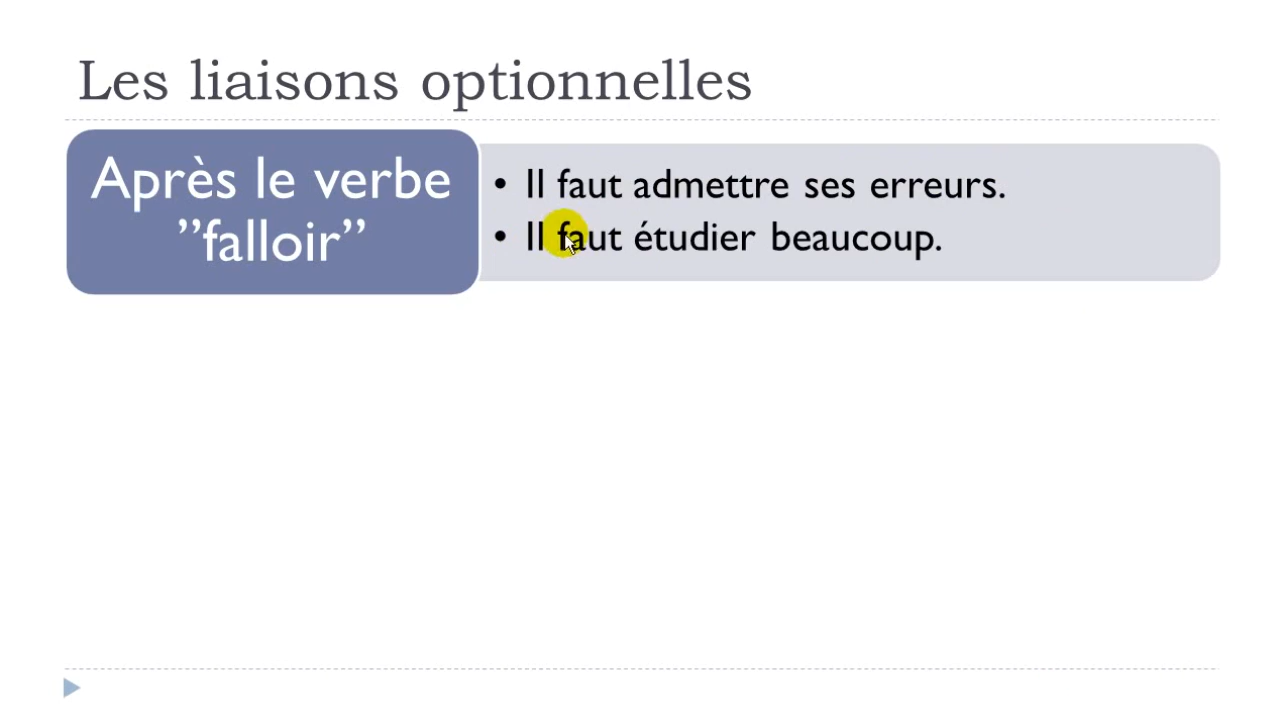 Les liaisons optionnelles
Après le verbe
”falloir”
• Il faut admettre ses erreurs.
• Il faut étudier beaucoup.